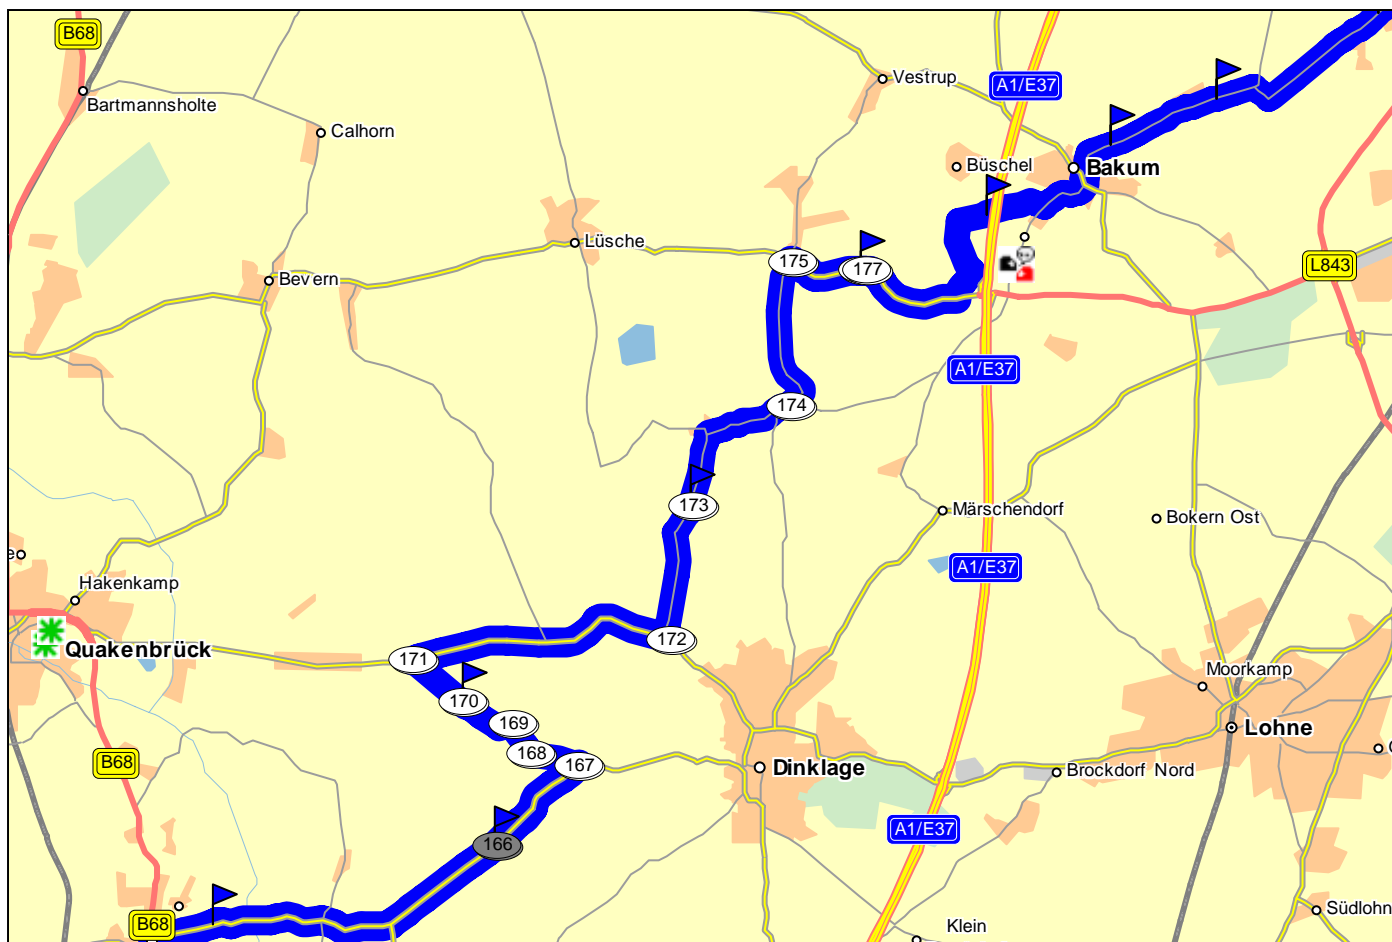 B68
Vestrup
A1/E37
Bartmannsholte
Calhorn
Büschel
Bakum
Lüsche
175
177
L843
Bevern
A1/E37
174
173
Märschendorf
Bokern Ost
e
A1/E37
Hakenkamp
Quakenbrück
172
171
Moorkamp
170
169
Lohne
168
167
B68
Dinklage
Brockdorf Nord
A1/E37
166
Südlohn
B68
Klein